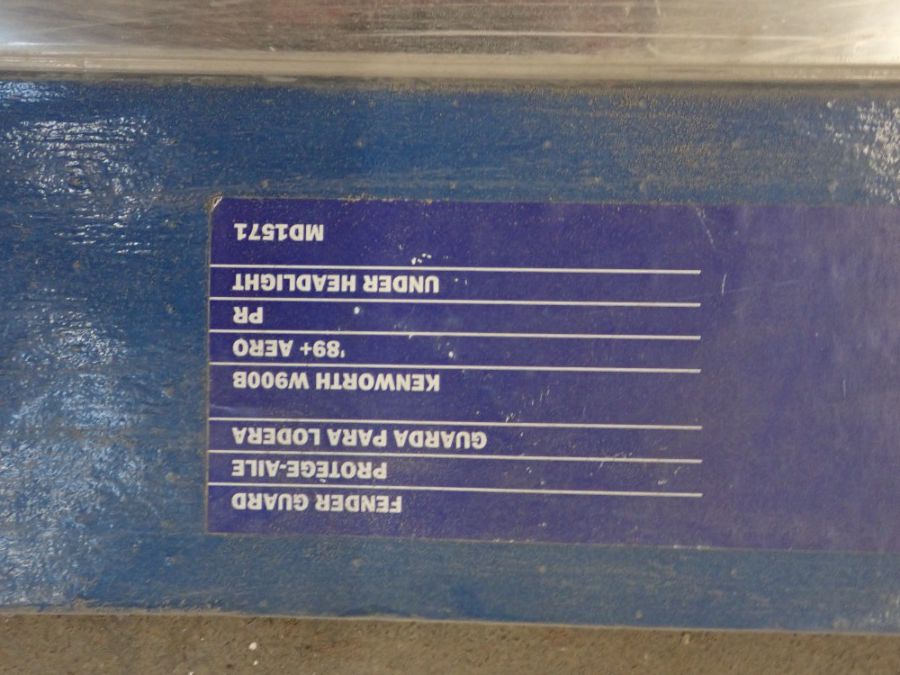 FENDER GUARD
PROTÈGE-AILE
GUARDA PARA LODERA
KENWORTH W900B
'89+ AERO
PR
UNDER HEADLIGHT
MD1571